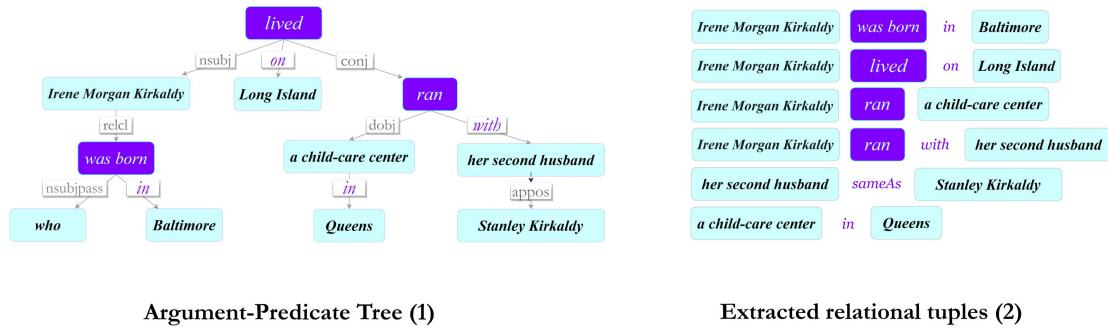 lived
nsubj
on
conj
Irene Morgan Kirkaldy
Long Island
ran
relcl
dobj
with
was born
a child-care center
her second husband
nsubjpass
in
in
appos
who
Baltimore
Queens
Stanley Kirkaldy
Argument-Predicate Tree (1)
Irene Morgan Kirkaldy was born in Baltimore
Irene Morgan Kirkaldy lived on Long Island
Irene Morgan Kirkaldy ran a child-care center
Irene Morgan Kirkaldy ran with her second husband
her second husband sameAs Stanley Kirkaldy
a child-care center in Queens
Extracted relational tuples (2)